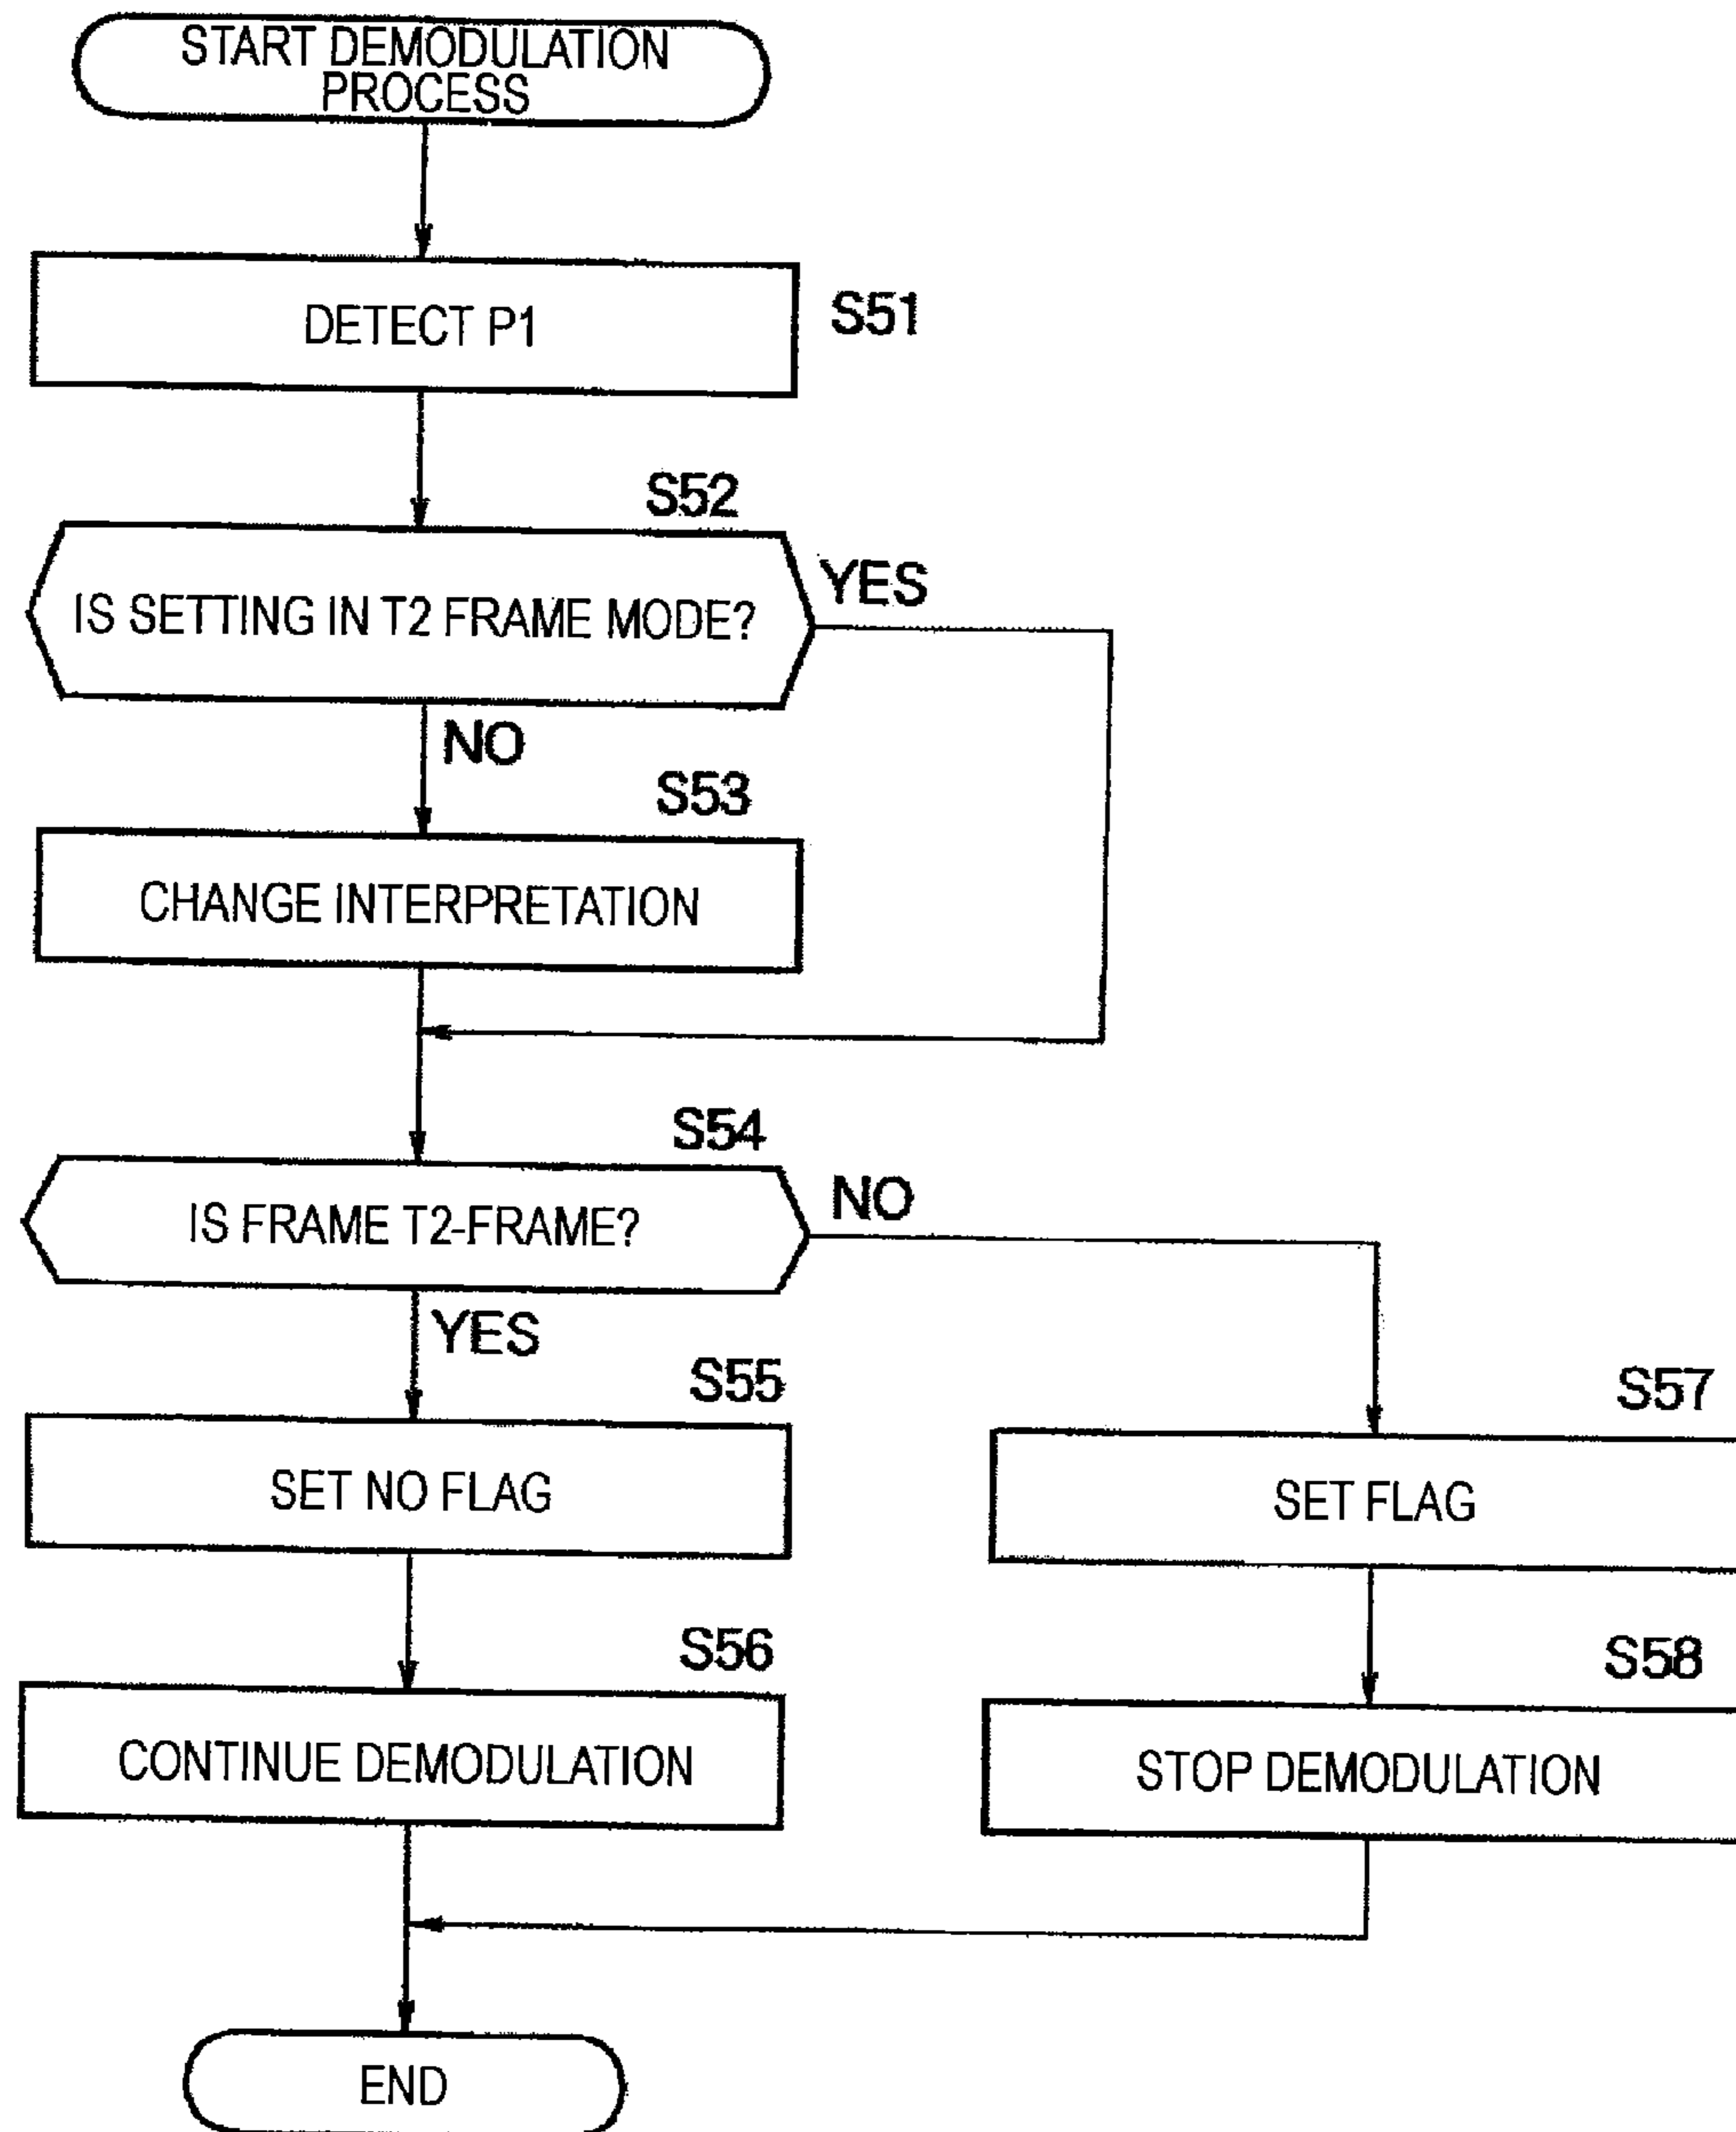 START DEMODULATION
PROCESS
DETECT P1
S51
S52
IS SETTING IN T2 FRAME MODE?
YES
NO
S53
CHANGE INTERPRETATION
S54
IS FRAME T2-FRAME?
NO
YES
S55
SET NO FLAG
S57
SET FLAG
S56
CONTINUE DEMODULATION
S58
STOP DEMODULATION
END